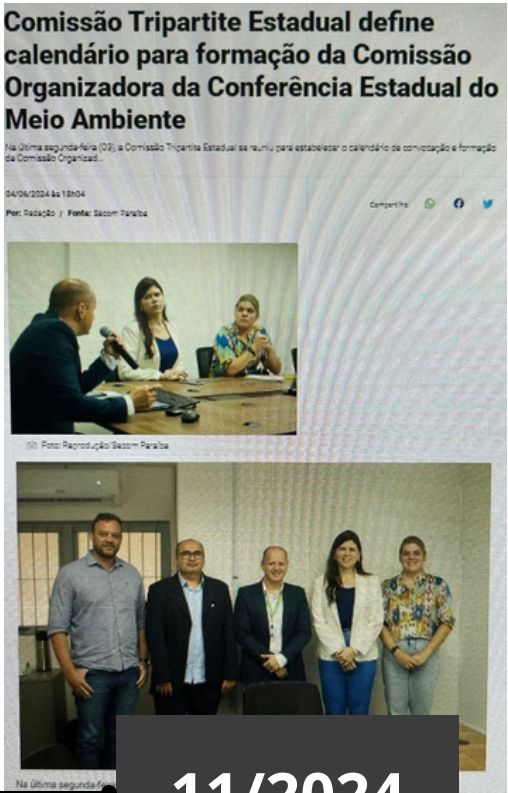 Comissão Tripartite Estadual define
calendário para formação da Comissão
Organizadora da Conferência Estadual do
Meio Ambiente
Na última segunda-feira (03), a Comissão Tripartite Estadual se reuniu para estabelecer o calendário de convocação e formação
da Comissão Organizad...
04/06/2024 às 18h04
Por: Redação / Fonte: Secom Paraíba
Compartilhe
Foto: Reprodução/Secom Paraíba
11/2024
Na última segunda-feira